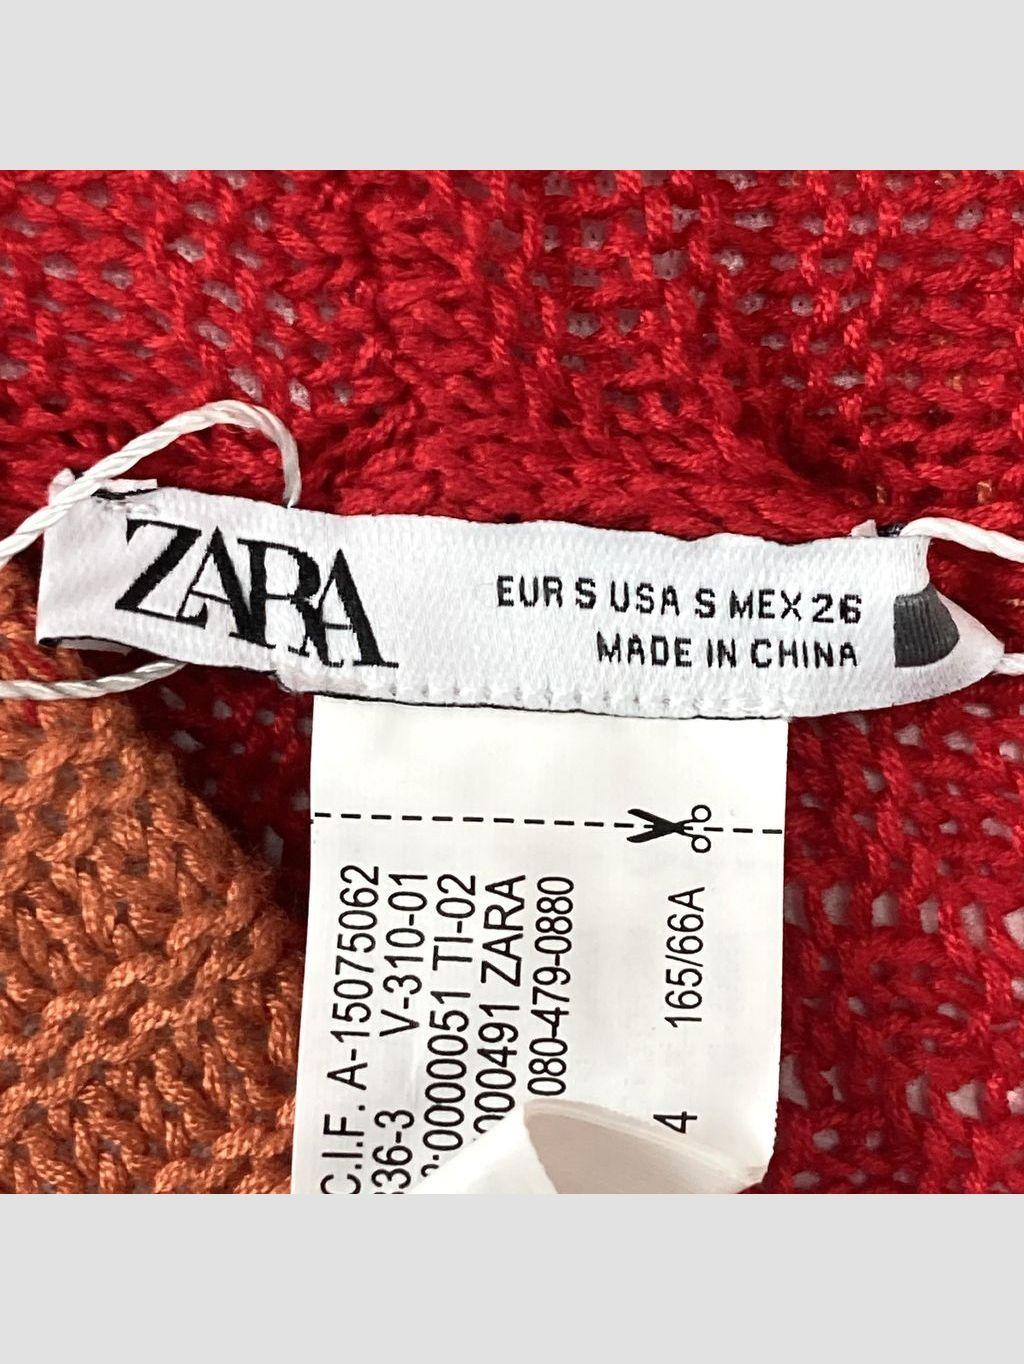 ZARA
EUR S USA S MEX 26
MADE IN CHINA
C.I.F. A-15075062
336-3 V-310-01
:0000051 TI-02
000491 ZARA
080-479-0880
4 165/66A